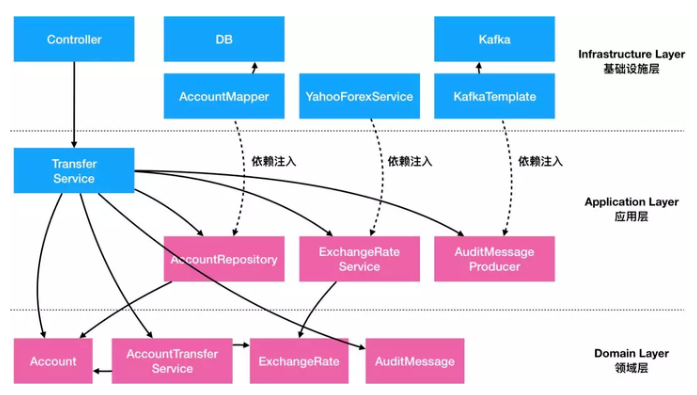 Controller
DB
Kafka
Infrastructure Layer
基础设施层
AccountMapper
YahooForexService
KafkaTemplate
依赖注入
依赖注入
依赖注入
Transfer
Service
Application Layer
应用层
AccountRepository
ExchangeRate
Service
AuditMessage
Producer
Domain Layer
领域层
Account
AccountTransfer
Service
ExchangeRate
AuditMessage